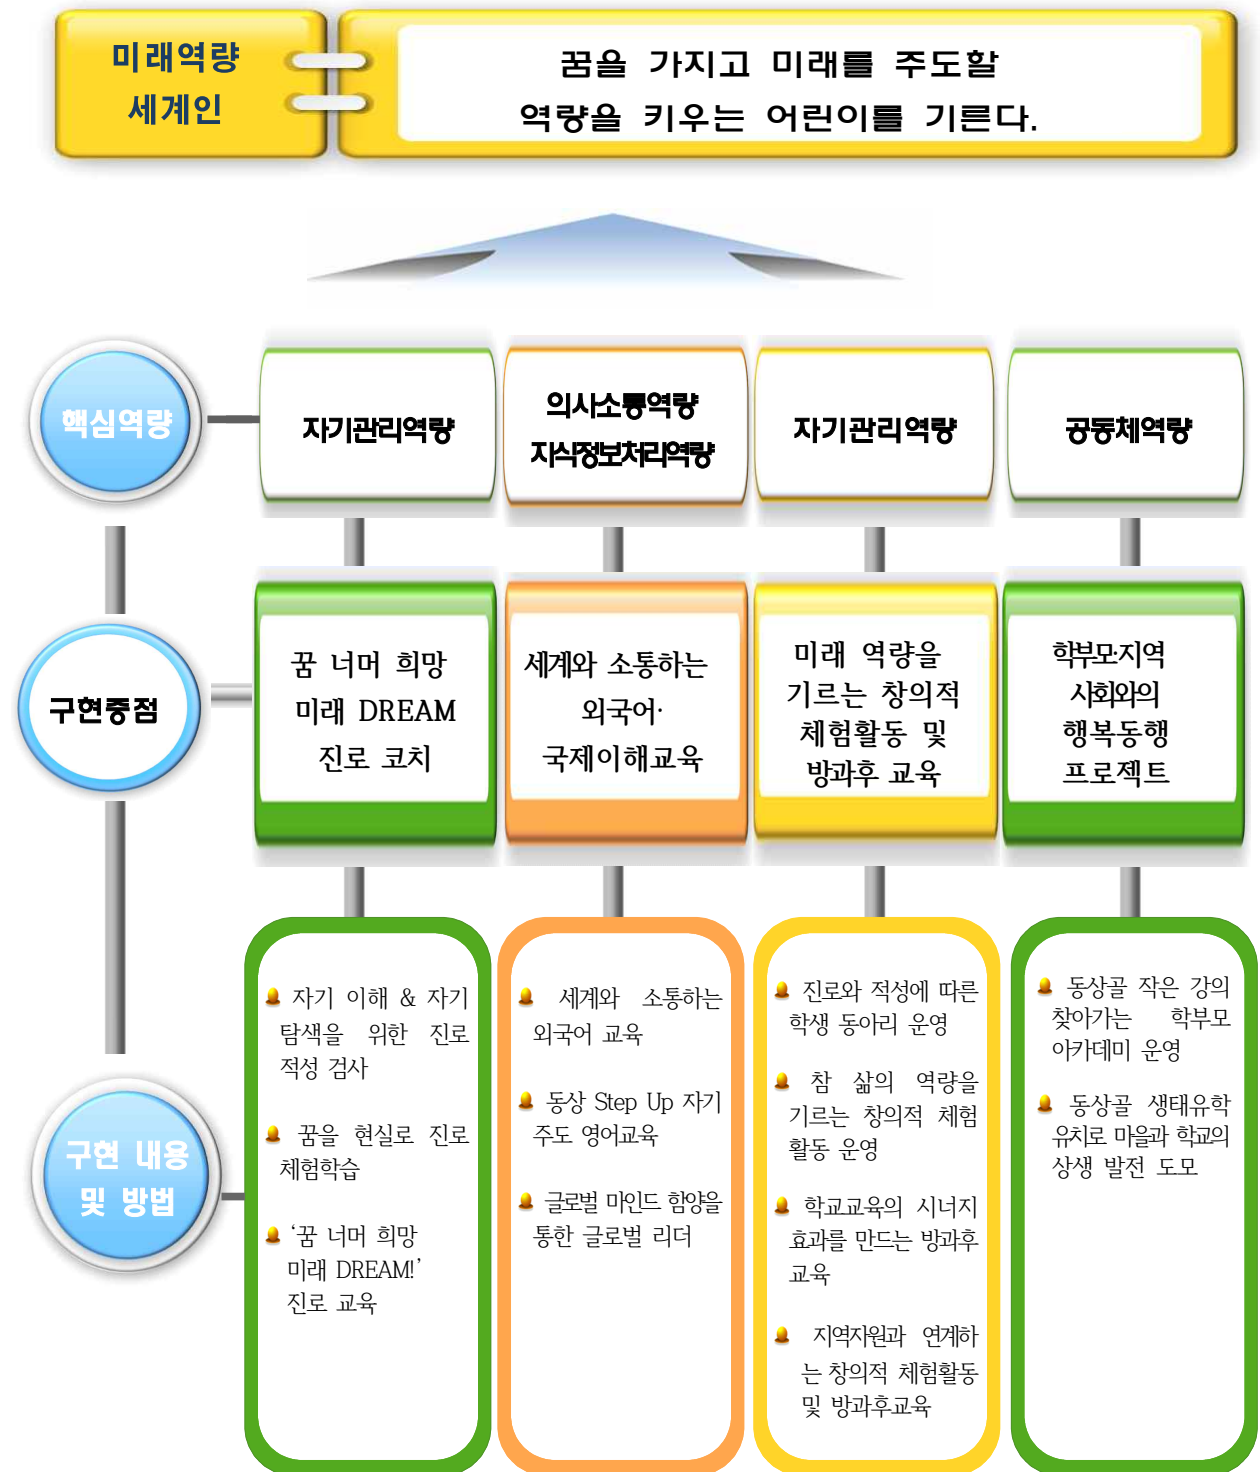 미래역량
세계인
꿈을 가지고 미래를 주도할
역량을 키우는 어린이를 기른다.
핵심역량
자기관리역량
의사소통역량
지식정보처리역량
자기관리역량
공동체역량
구현중점
꿈 너머 희망
미래 DREAM
진로 코치
세계와 소통하는
외국어·
국제이해교육
미래 역량을
기르는 창의적
체험활동 및
방과후 교육
학부모·지역
사회와의
행복동행
프로젝트
구현 내용
및 방법
자기 이해 & 자기
탐색을 위한 진로
적성 검사
꿈을 현실로 진로
체험학습
‘꿈 너머 희망
미래 DREAM!’
진로 교육
세계와 소통하는
외국어 교육
동상 Step Up 자기
주도 영어교육
글로벌 마인드 함양을
통한 글로벌 리더
진로와 적성에 따른
학생 동아리 운영
참 삶의 역량을
기르는 창의적 체험
활동 운영
학교교육의 시너지
효과를 만드는 방과후
교육
지역자원과 연계하
는 창의적 체험활동
및 방과후교육
동상골 작은 강의
찾아가는 학부모
아카데미 운영
동상골 생태유학
유치로 마을과 학교의
상생 발전 도모